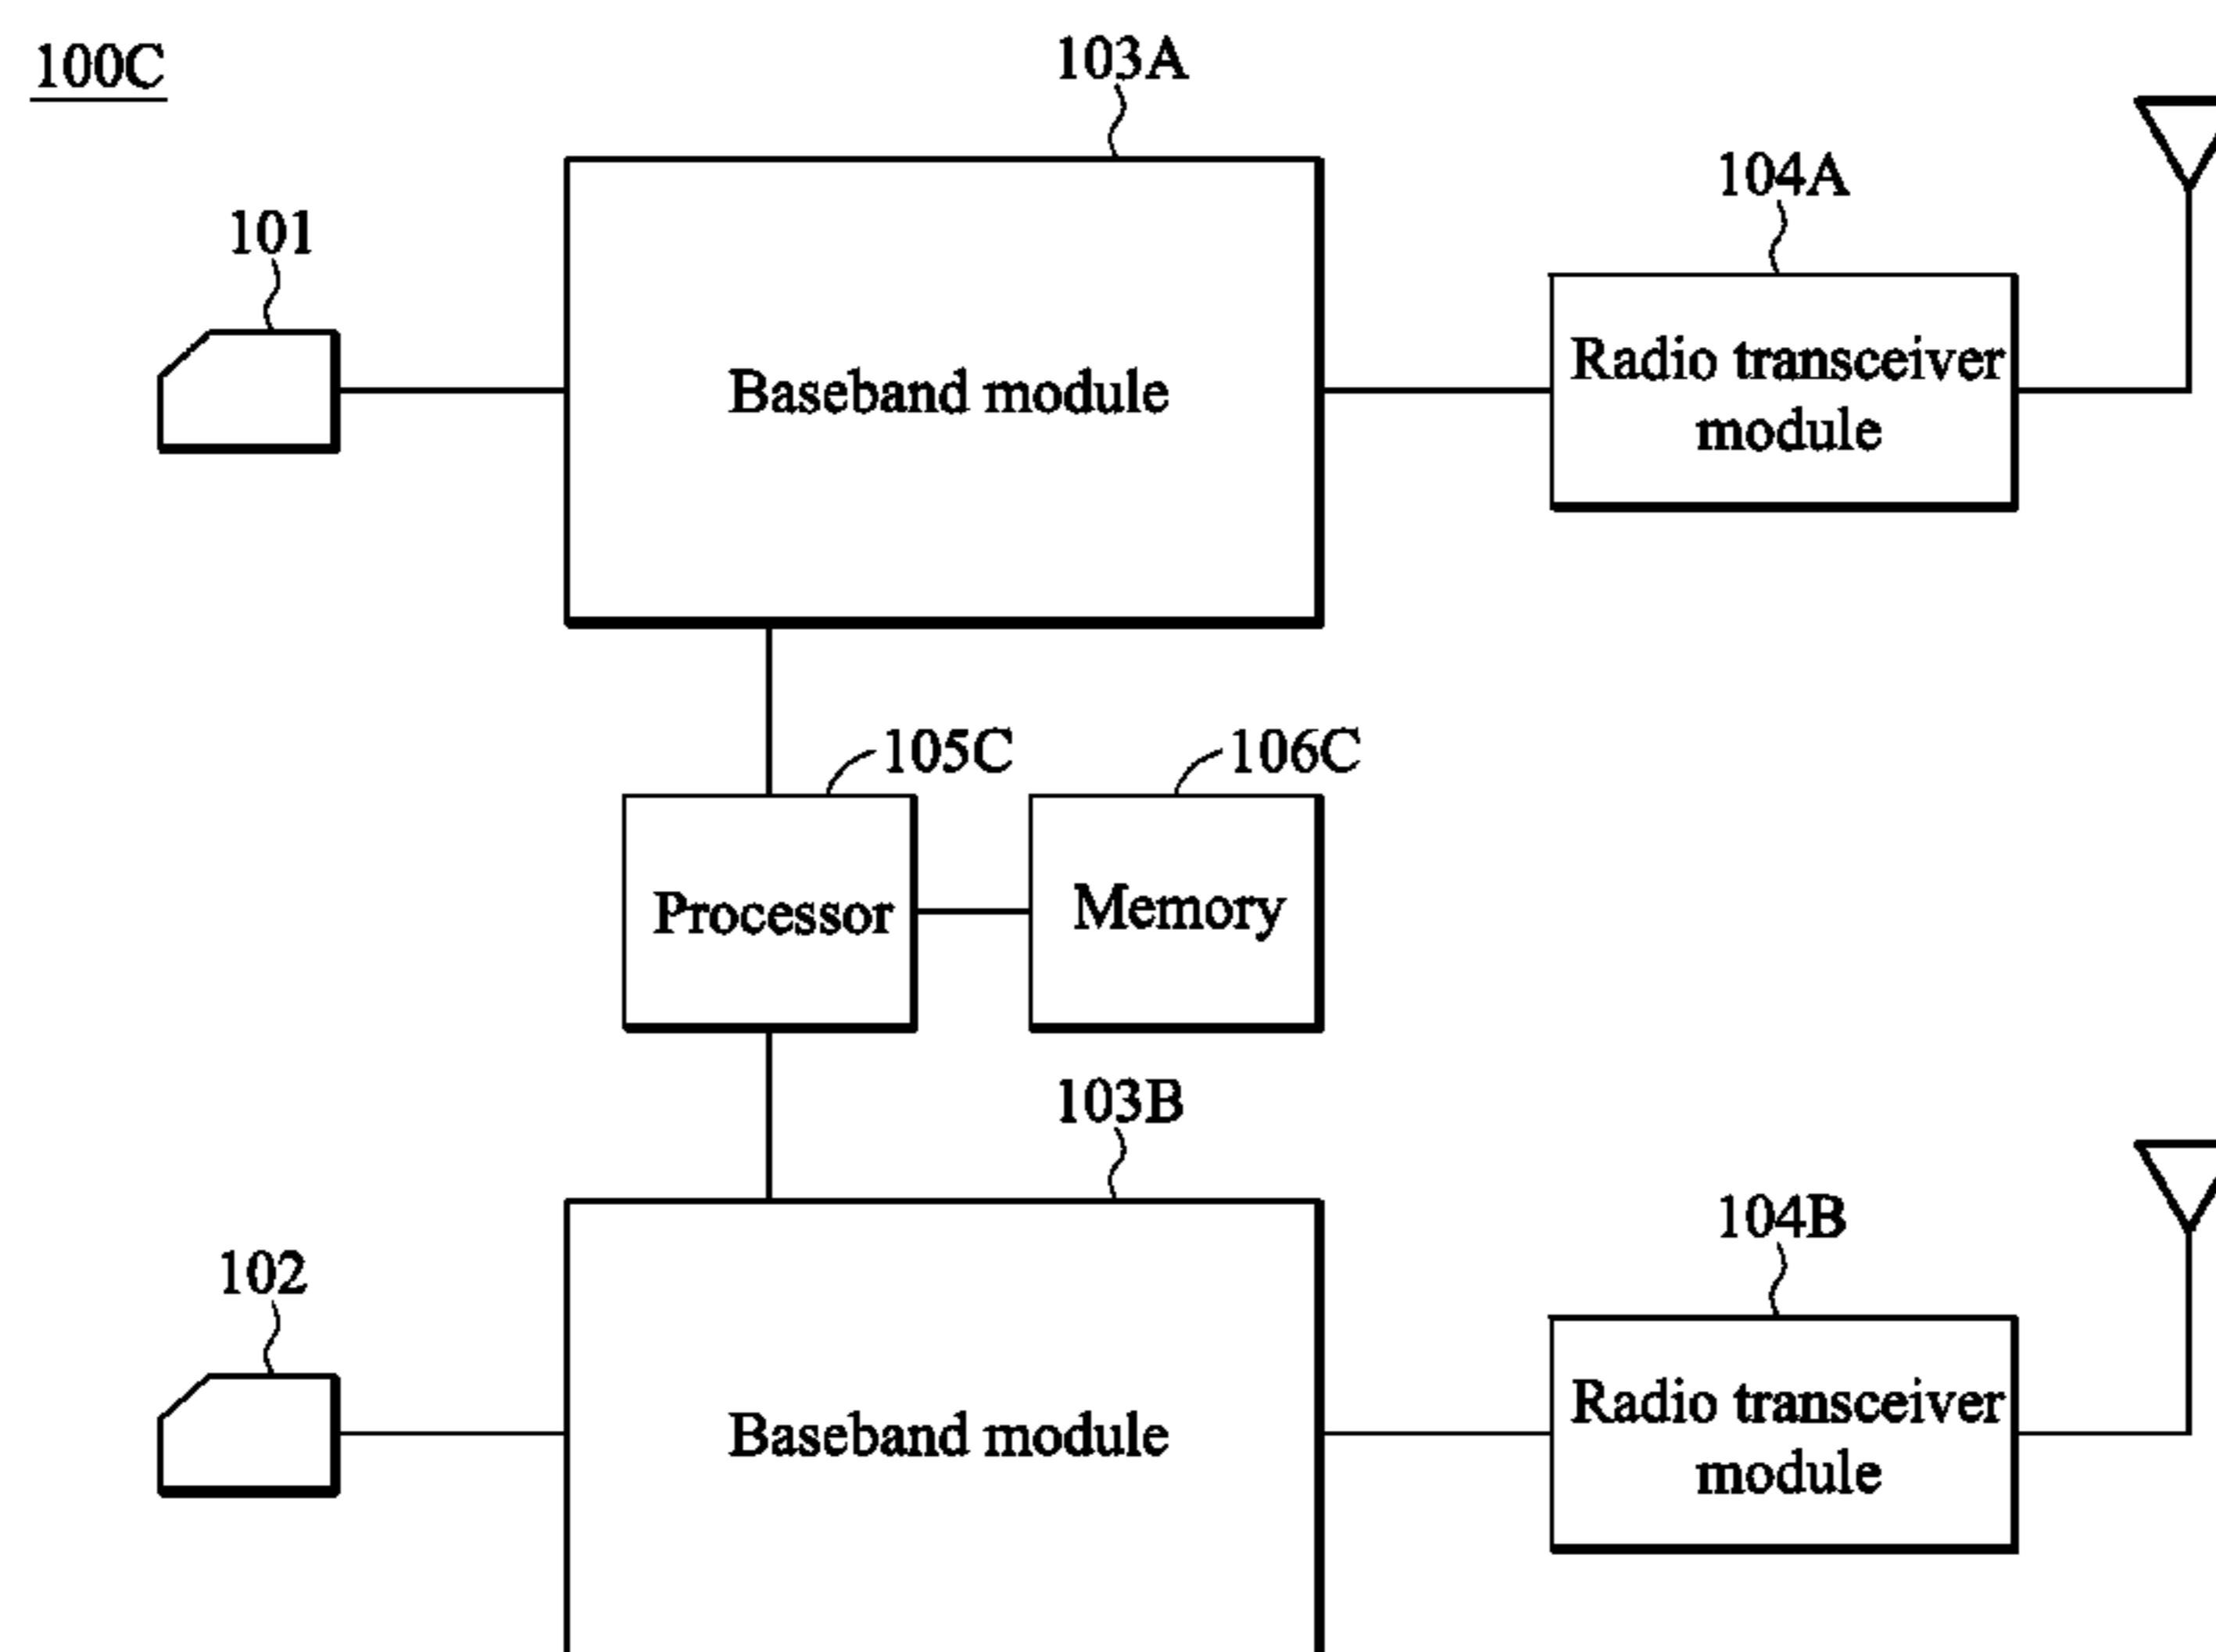 100C
103A
104A
101
Baseband module
Radio transceiver
module
105C
106C
Processor
Memory
103B
104B
102
Baseband module
Radio transceiver
module